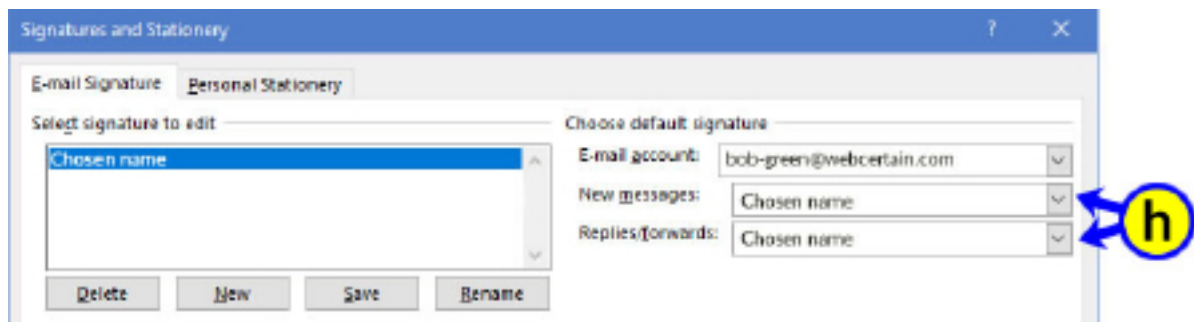 Signatures and Stationery ?
E-mail Signature Personal Stationery
Select signature to edit
Chosen name
Delete New Save Rename
Choose default signature
E-mail account: bob-green@webcertain.com
New messages: Chosen name
Replies/forwards: Chosen name
h